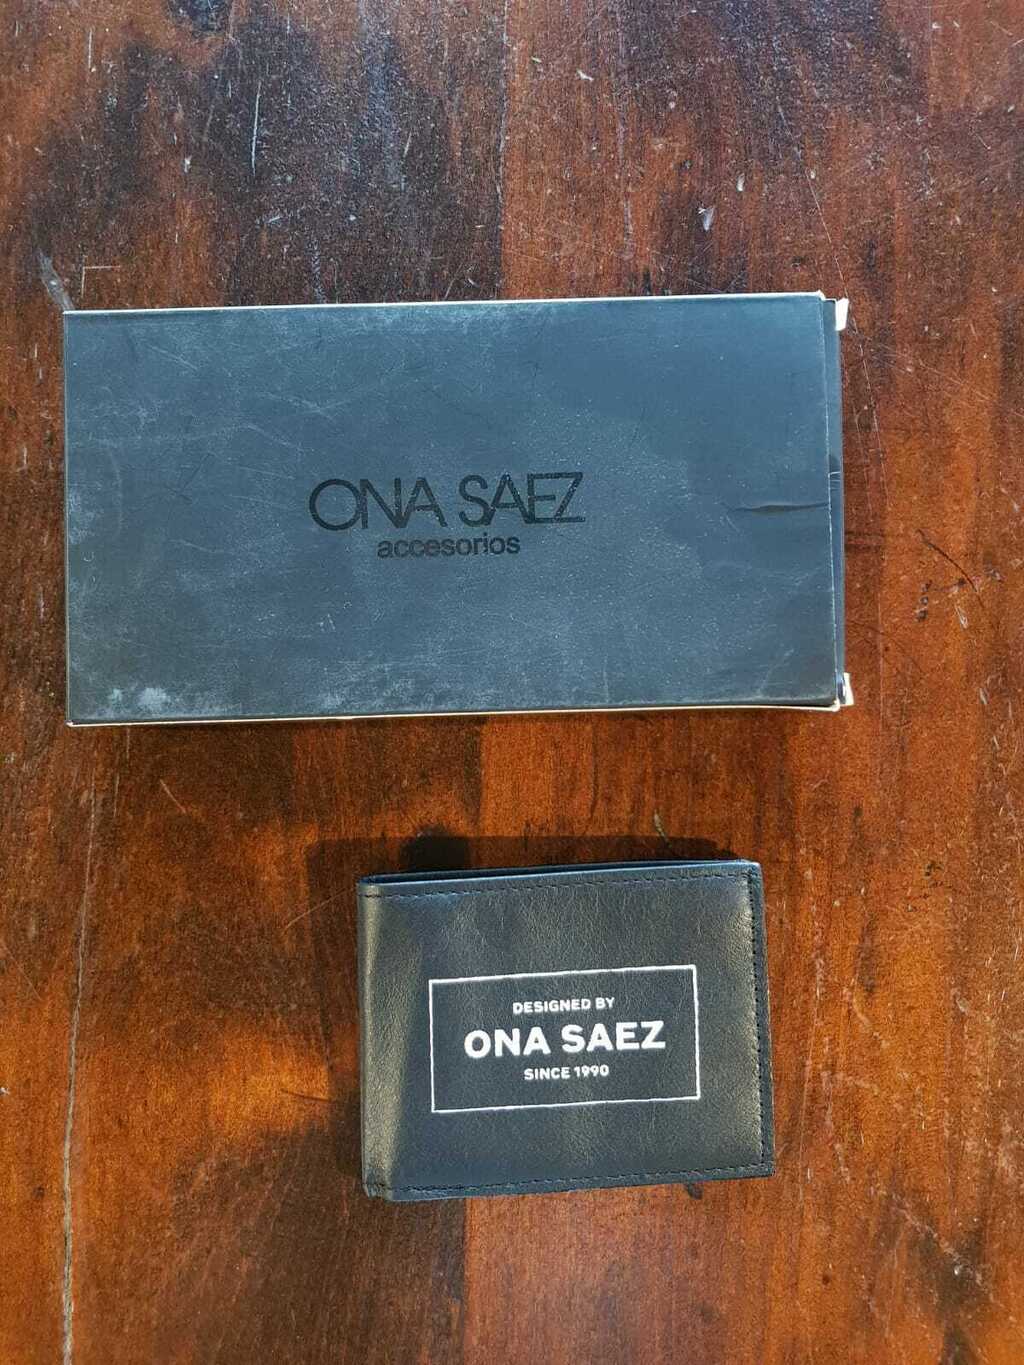 ONA SAEZ
accesorios
DESIGNED BY
ONA SAEZ
SINCE 1990